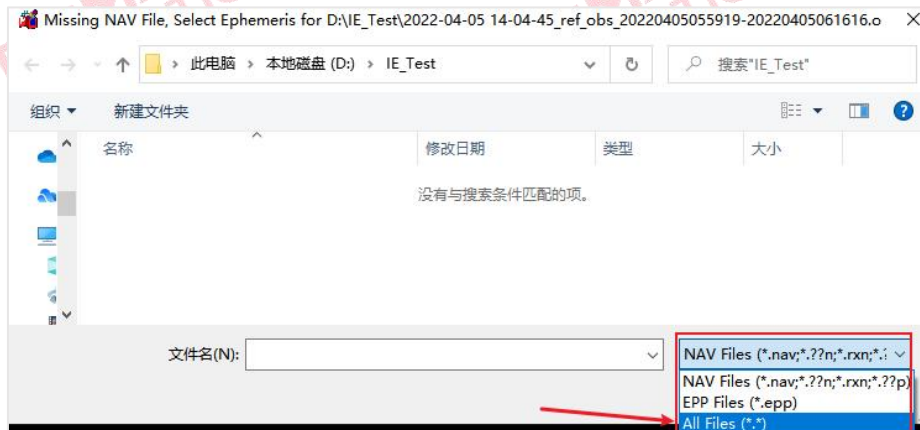 Missing NAV File, Select Ephemeris for D:\IE_Test\2022-04-05 14-04-45_ref_obs_20220405055919-20220405061616.o
此电脑 › 本地磁盘 (D:) › IE_Test
搜索"IE_Test"
组织 新建文件夹
名称 修改日期 类型 大小
没有与搜索条件匹配的项。
文件名(N): NAV Files (*.nav;*.??n;*.rxn;*.?
NAV Files (*.nav;*.??n;*.rxn;*.??p)
EPP Files (*.epp)
All Files (*.*)